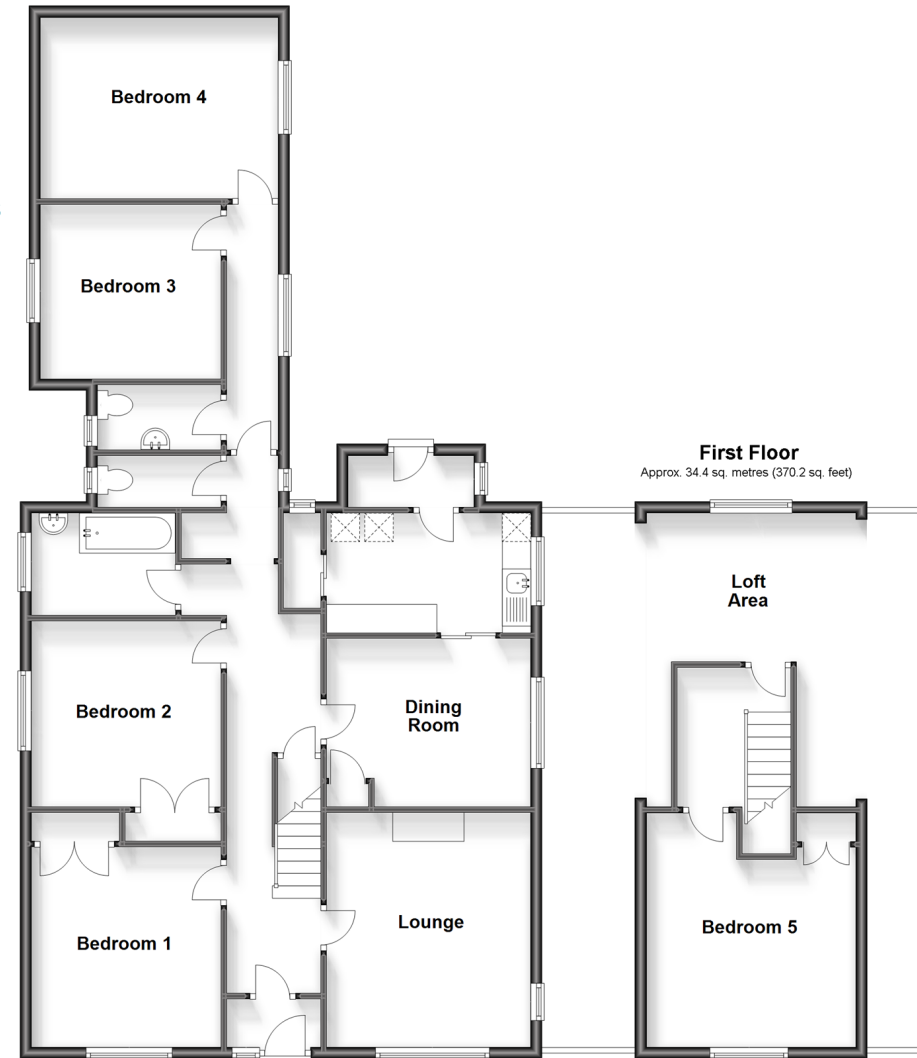 Bedroom 4
Bedroom 3
First Floor
Approx. 34.4 sq. metres (370.2 sq. feet)
Loft
Area
Bedroom 2
Dining
Room
Lounge
Bedroom 5
Bedroom 1